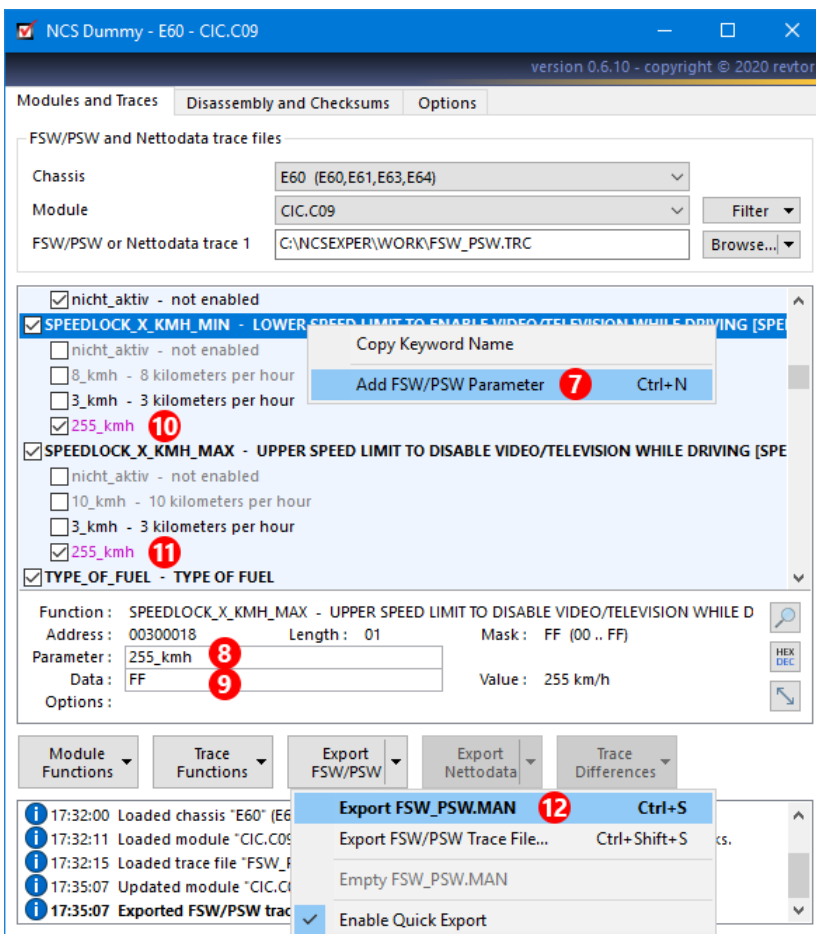 NCS Dummy - E60 - CIC.C09
version 0.6.10 - copyright © 2020 revtor
Modules and Traces Disassembly and Checksums Options
FSW/PSW and Nettodata trace files
Chassis E60 (E60,E61,E63,E64)
Module CIC.C09 Filter
FSW/PSW or Nettodata trace 1 C:\NCSEXPER\WORK\FSW_PSW.TRC Browse...
nicht_aktiv - not enabled
SPEEDLOCK_X_KMH_MIN - LOWER SPEED LIMIT TO ENABLE VIDEO/TELEVISION WHILE DRIVING [SPE
Copy Keyword Name
nicht_aktiv - not enabled
8_kmh - 8 kilometers per hour
Add FSW/PSW Parameter 7 Ctrl+N
3_kmh - 3 kilometers per hour
255_kmh 10
SPEEDLOCK_X_KMH_MAX - UPPER SPEED LIMIT TO DISABLE VIDEO/TELEVISION WHILE DRIVING [SPE
nicht_aktiv - not enabled
10_kmh - 10 kilometers per hour
3_kmh - 3 kilometers per hour
255_kmh 11
TYPE_OF_FUEL - TYPE OF FUEL
Function : SPEEDLOCK_X_KMH_MAX - UPPER SPEED LIMIT TO DISABLE VIDEO/TELEVISION WHILE D
Address : 00300018 Length : 01 Mask : FF (00 .. FF)
Parameter : 255_kmh 8
HEX
DEC
Data : FF 9 Value : 255 km/h
Options :
Module Functions
Trace Functions
Export FSW/PSW
Export Nettodata
Trace Differences
17:32:00 Loaded chassis "E60" (E6
17:32:11 Loaded module "CIC.C09
17:32:15 Loaded trace file "FSW_
17:35:07 Updated module "CIC.C
17:35:07 Exported FSW/PSW trac
Export FSW_PSW.MAN 12 Ctrl+S
Export FSW/PSW Trace File... Ctrl+Shift+S
ks.
Empty FSW_PSW.MAN
Enable Quick Export